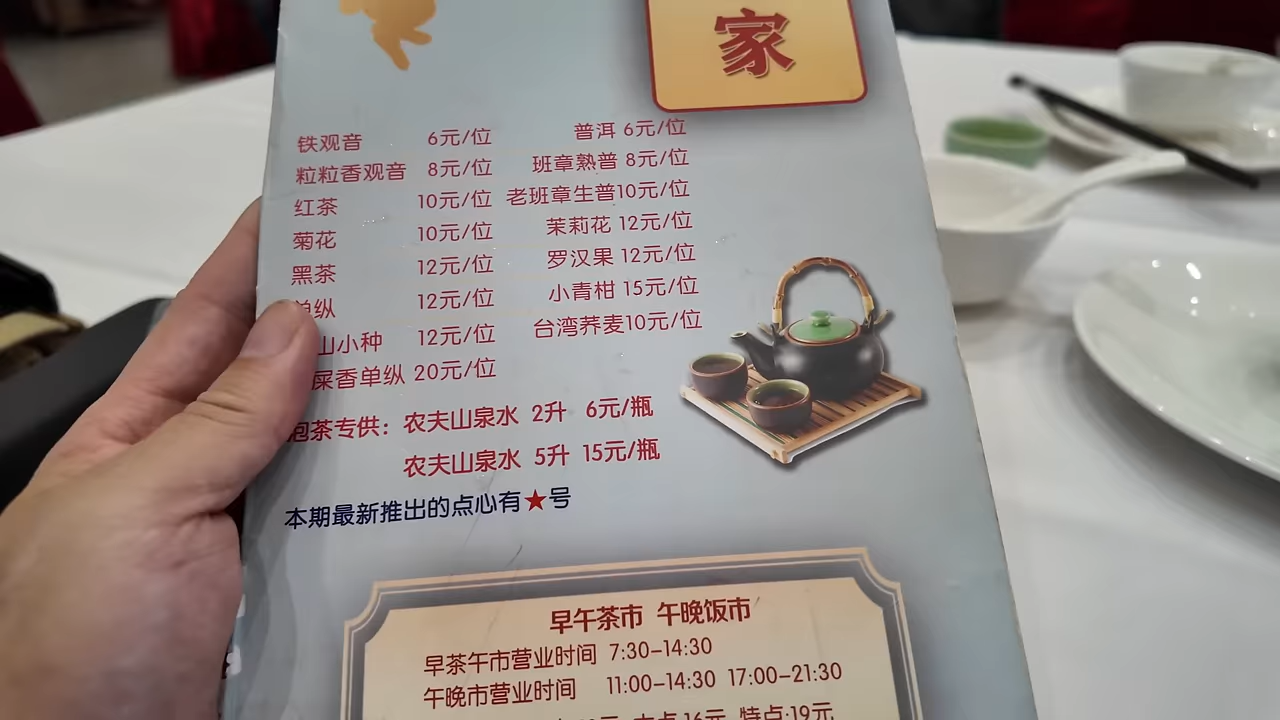 家
铁观音 6元/位 普洱 6元/位
粒粒香观音 8元/位 班章熟普 8元/位
红茶 10元/位 老班章生普10元/位
菊花 10元/位 茉莉花 12元/位
黑茶 12元/位 罗汉果 12元/位
单纵 12元/位 小青柑 15元/位
山小种 12元/位 台湾荞麦10元/位
屎香单纵 20元/位
泡茶专供：农夫山泉水 2升 6元/瓶
农夫山泉水 5升 15元/瓶
本期最新推出的点心有★号
早午茶市 午晚饭市
早茶午市营业时间 7:30-14:30
午晚市营业时间 11:00-14:30 17:00-21:30
16元 特点:19元